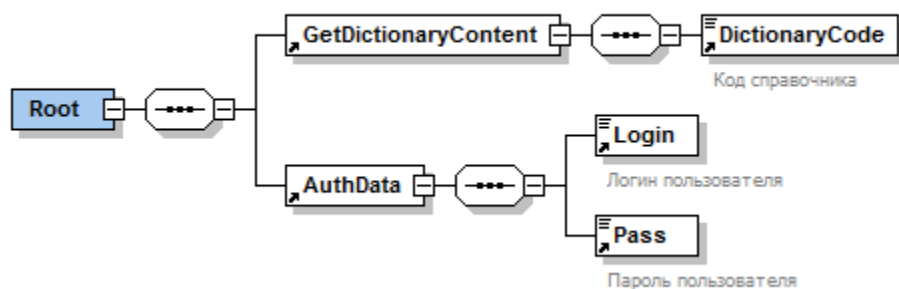 GetDictionaryContent
DictionaryCode
Код справочника
Root
Login
Логин пользователя
AuthData
Pass
Пароль пользователя